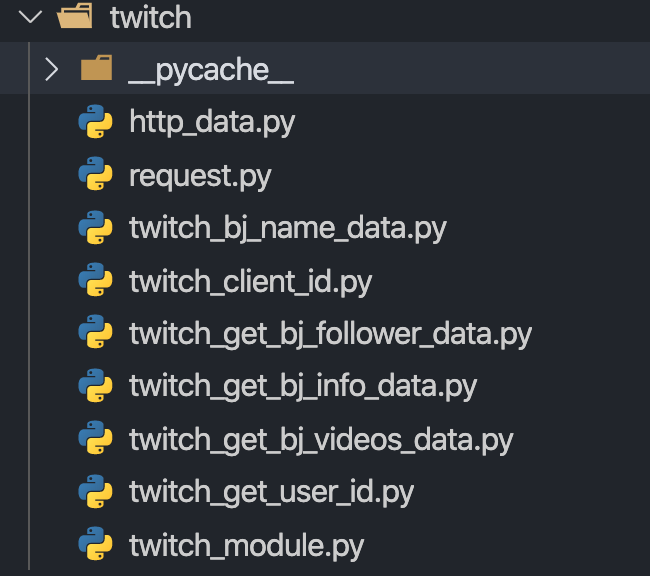 twitch
__pycache__
http_data.py
request.py
twitch_bj_name_data.py
twitch_client_id.py
twitch_get_bj_follower_data.py
twitch_get_bj_info_data.py
twitch_get_bj_videos_data.py
twitch_get_user_id.py
twitch_module.py